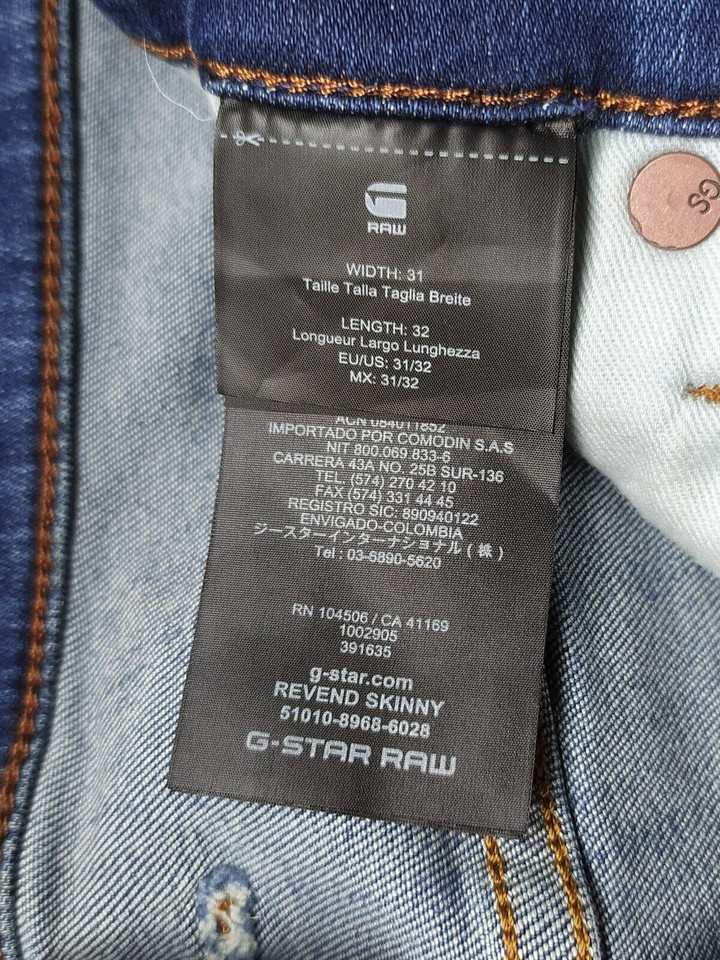 RAW
WIDTH: 31
Taille Talla Taglia Breite
LENGTH: 32
Longueur Largo Lunghezza
EU/US: 31/32
MX: 31/32
ACN 084011852
IMPORTADO POR COMODIN S.A.S
NIT 800.069.833-6
CARRERA 43A NO. 25B SUR-136
TEL. (574) 270 42 10
FAX (574) 331 44 45
REGISTRO SIC: 890940122
ENVIGADO-COLOMBIA
ジースターインターナショナル ( 株 )
Tel : 03-6890-5620
RN 104506 / CA 41169
1002905
391635
g-star.com
REVEND SKINNY
51010-8968-6028
G-STAR RAW
GS